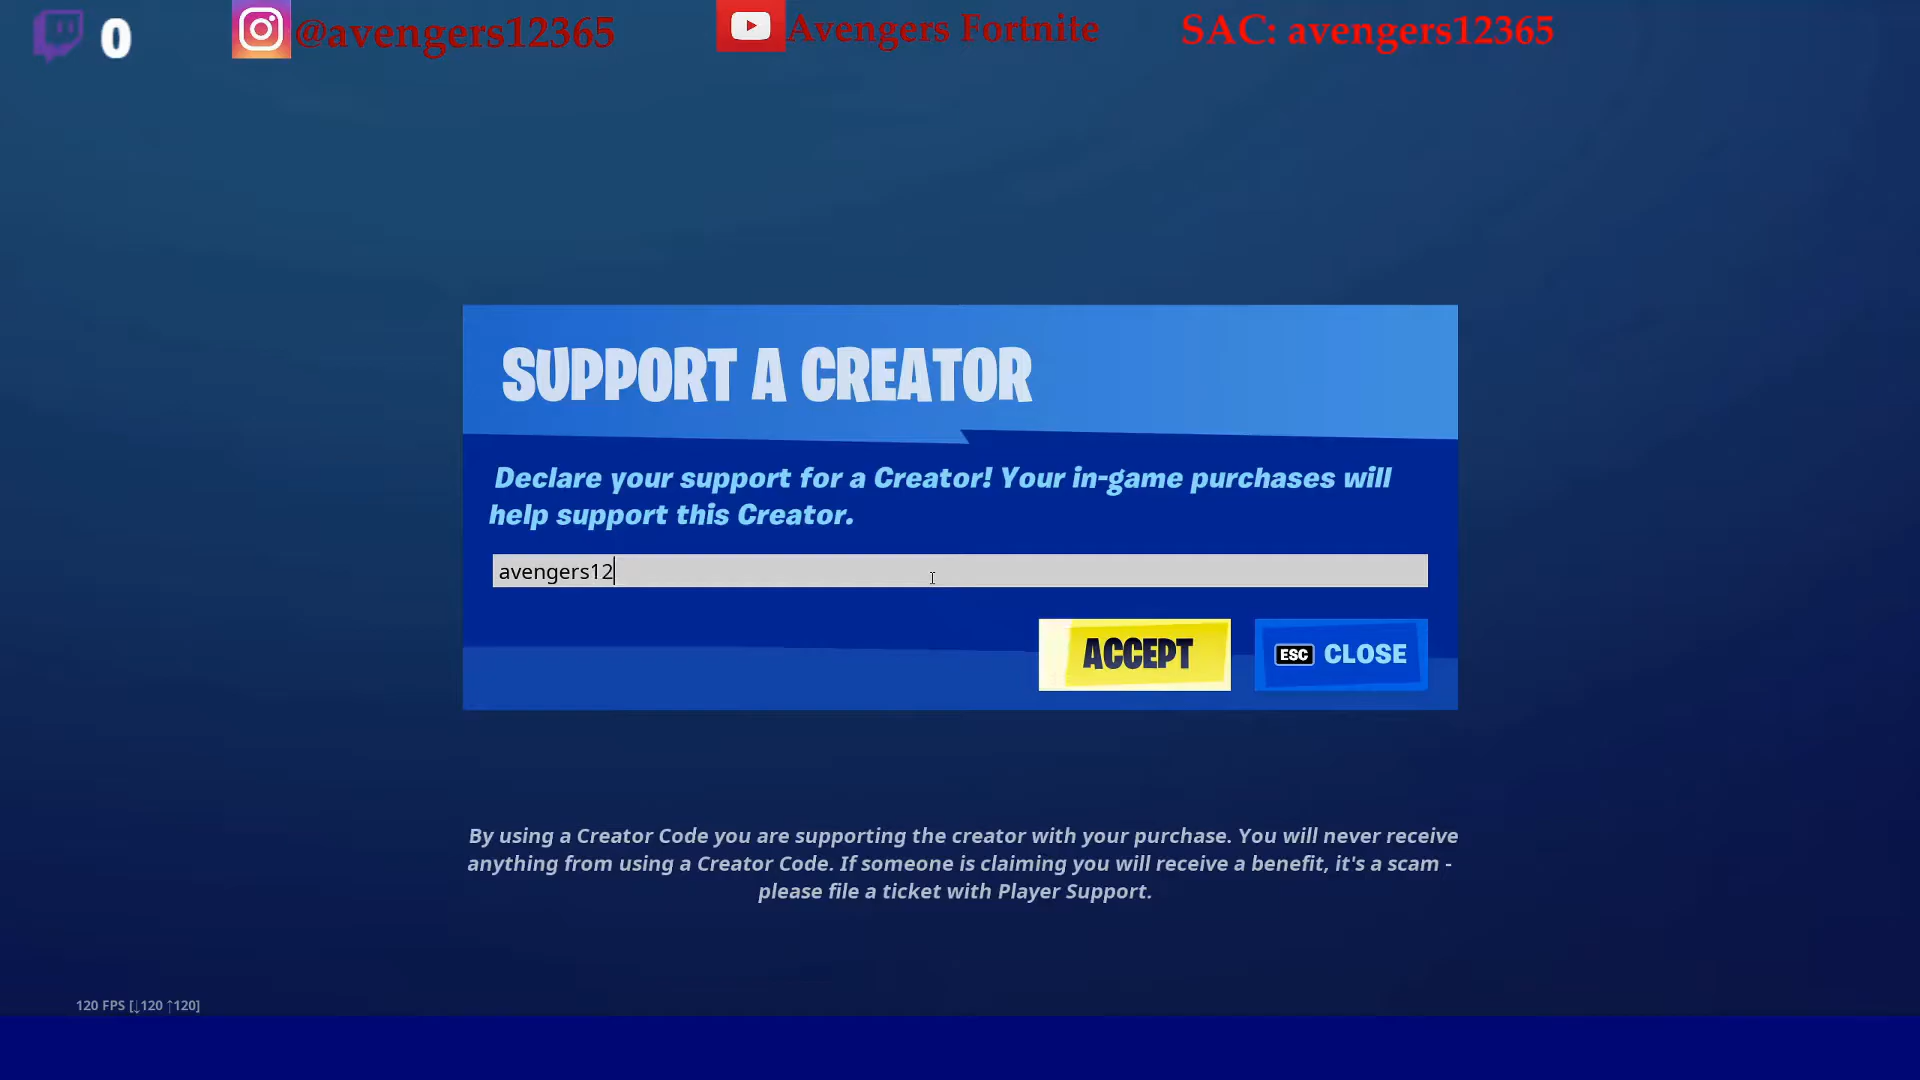 0 @avengers12365 Avengers Fortnite SAC: avengers12365
SUPPORT A CREATOR
Declare your support for a Creator! Your in-game purchases will
help support this Creator.
avengers12
ACCEPT ESC CLOSE
By using a Creator Code you are supporting the creator with your purchase. You will never receive
anything from using a Creator Code. If someone is claiming you will receive a benefit, it's a scam -
please file a ticket with Player Support.
120 FPS [↓120 ↑120]